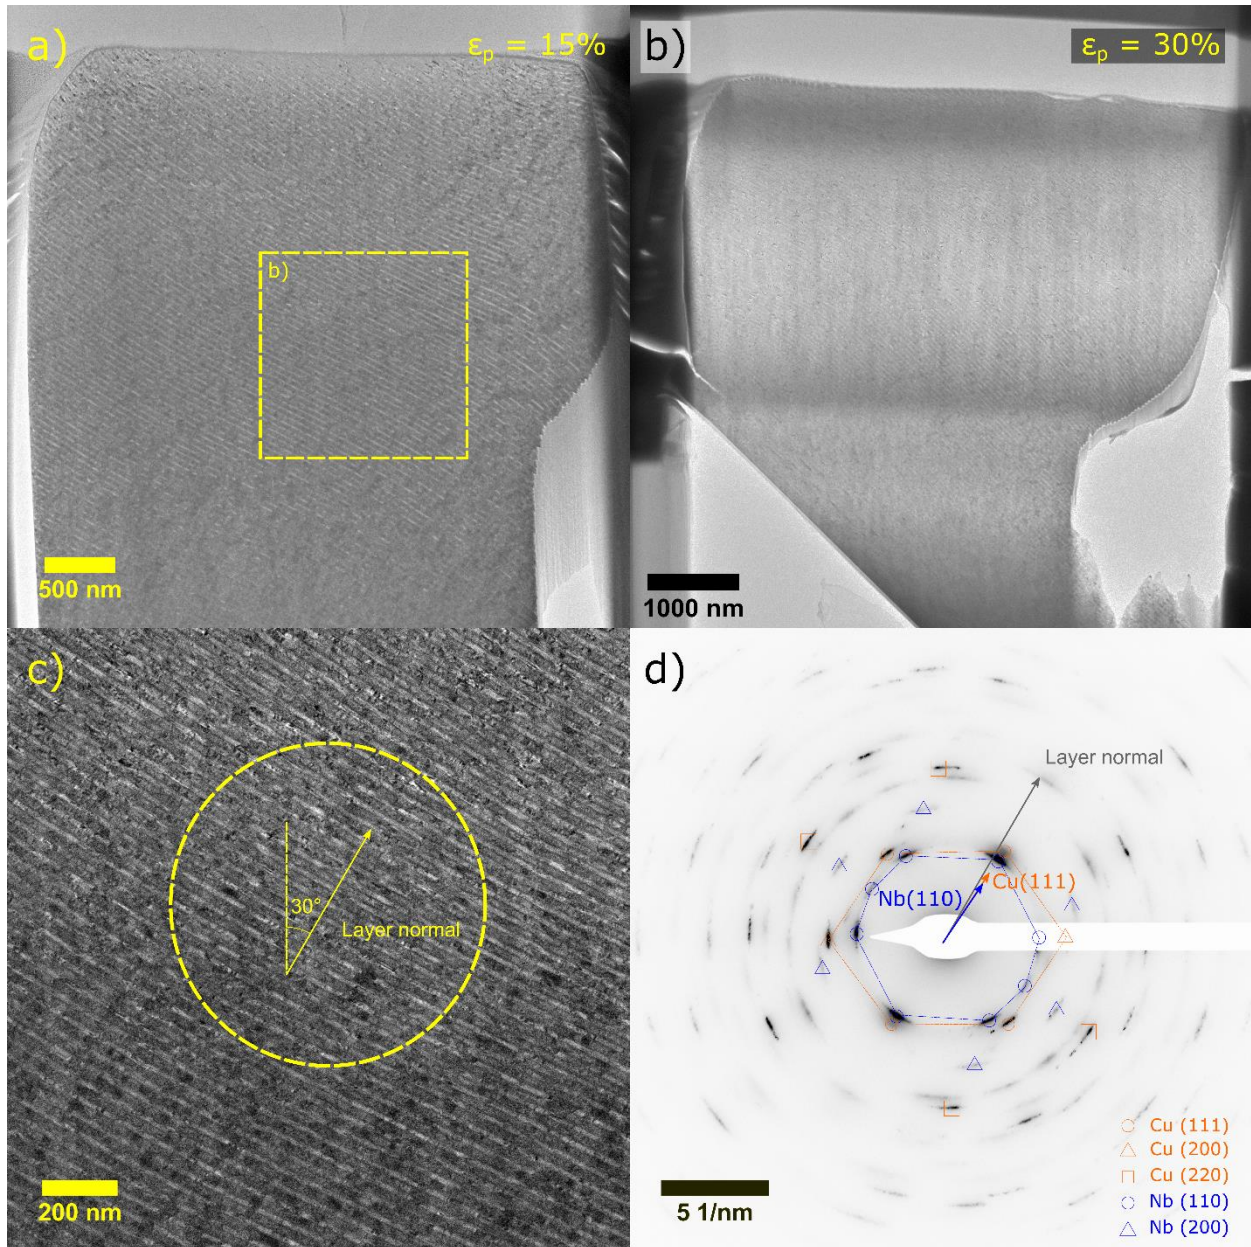 a)
εp = 15%
b)
500 nm
b)
εp = 30%
1000 nm
c)
30°
Layer normal
200 nm
d)
Layer normal
Cu(111)
Nb(110)
5 1/nm
Cu (111)
Cu (200)
Cu (220)
Nb (110)
Nb (200)